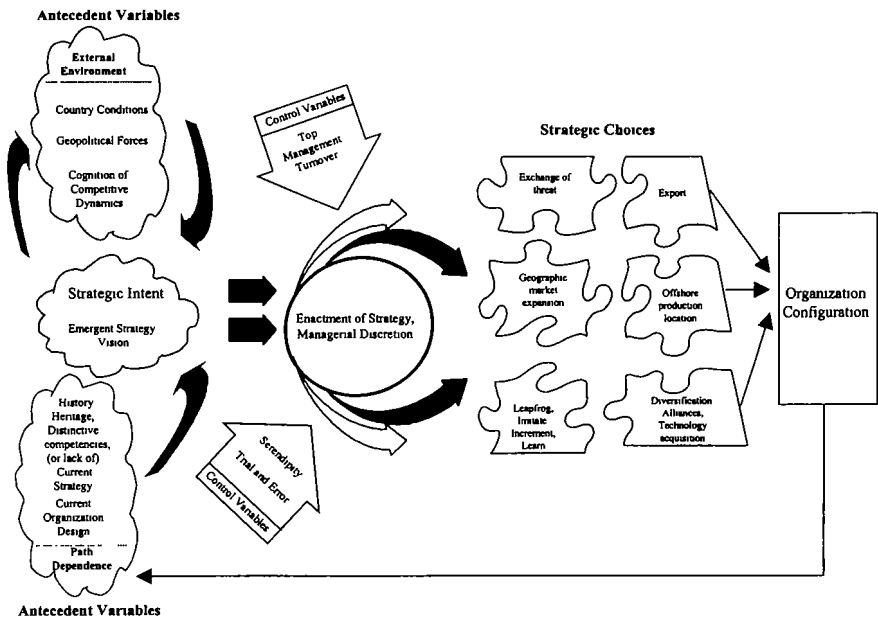 Antecedent Variables
External
Environment
Country Conditions
Geopolitical Forces
Cognition of
Competitive
Dynamics
Strategic Intent
Emergent Strategy
Vision
History
Heritage,
Distinctive
competencies,
(or lack of)
Current
Strategy
Current
Organization
Design
Path
Dependence
Antecedent Variables
Control Variables
Top
Management
Turnover
Enactment of Strategy,
Managerial Discretion
Serendipity
Trial and Error
Control Variables
Strategic Choices
Exchange of
threat
Export
Geographic
market
expansion
Offshore
production
location
Leapfrog,
Imitate
Increment,
Learn
Diversification
Alliances,
Technology
acquisition
Organization
Configuration